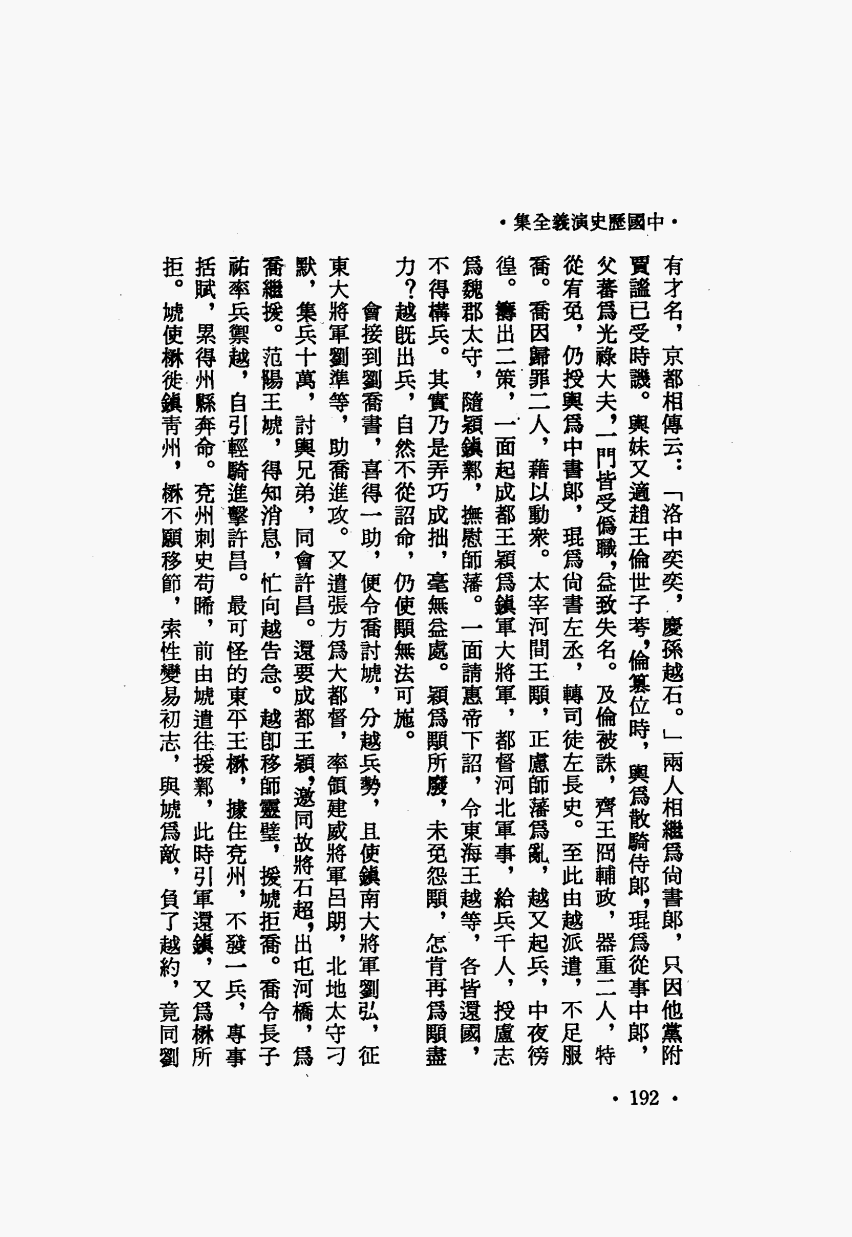 ·中國歷史演義全集·
有才名，京都相傳云：「洛中奕奕，慶孫越石。」兩人相繼爲尙書郞，只因他黨附
賈謐已受時譏。輿妹又適趙王倫世子荂，倫篡位時，輿爲散騎侍郞，琨爲從事中郞，
父蕃爲光祿大夫，一門皆受僞職，益致失名。及倫被誅，齊王冏輔政，器重二人，特
從宥免，仍授輿爲中書郞，琨爲尙書左丞，轉司徒左長史。至此由越派遣，不足服
喬。喬因歸罪二人，藉以動衆。太宰河間王顒，正慮師藩爲亂，越又起兵，中夜徬
徨。籌出二策，一面起成都王穎爲鎭軍大將軍，都督河北軍事，給兵千人，授盧志
爲魏郡太守，隨穎鎭鄴，撫慰師藩。一面請惠帝下詔，令東海王越等，各皆還國，
不得構兵。其實乃是弄巧成拙，毫無益處。穎爲顒所廢，未免怨顒，怎肯再爲顒盡
力？越旣出兵，自然不從詔命，仍使顒無法可施。
會接到劉喬書，喜得一助，便令喬討虓，分越兵勢，且使鎭南大將軍劉弘，征
東大將軍劉準等，助喬進攻。又遣張方爲大都督，率領建威將軍呂朗，北地太守刁
默，集兵十萬，討輿兄弟，同會許昌。還要成都王穎，邀同故將石超，出屯河橋，爲
喬繼援。范陽王虓，得知消息，忙向越吿急。越卽移師靈壁，援虓拒喬。喬令長子
祐率兵禦越，自引輕騎進擊許昌。最可怪的東平王楙，據住兗州，不發一兵，專事
括賦，累得州縣奔命。兗州刺史苟晞，前由虓遣往援鄴，此時引軍還鎭，又爲楙所
拒。虓使楙徙鎭靑州，楙不願移節，索性變易初志，與虓爲敵，負了越約，竟同劉
·192·